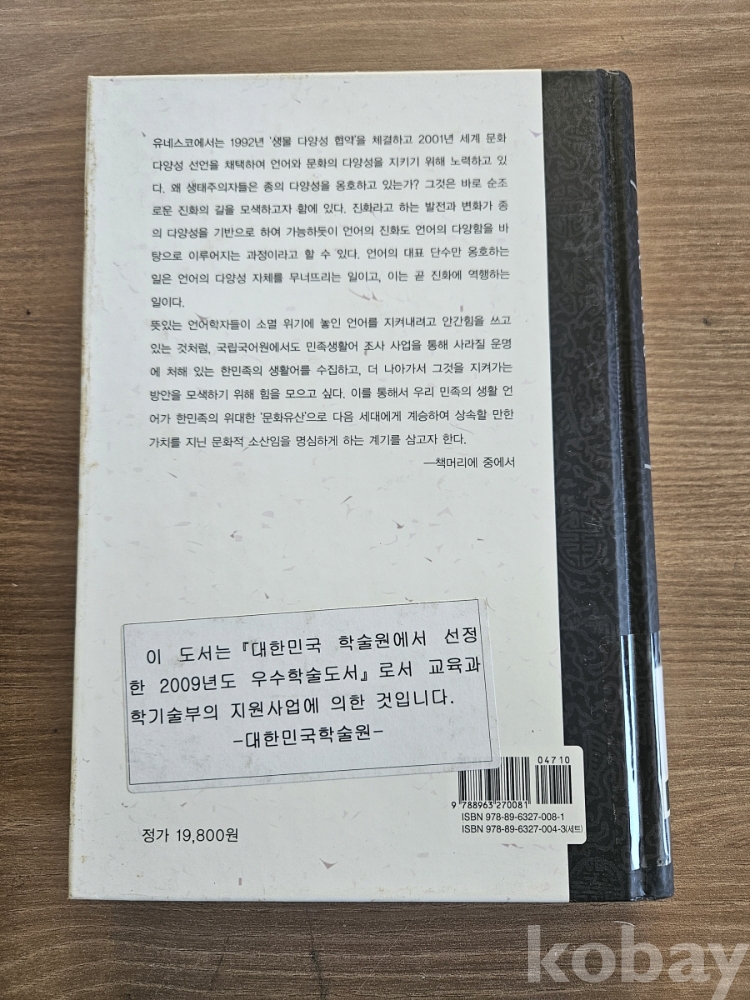 유네스코에서는 1992년 '생물 다양성 협약'을 체결하고 2001년 세계 문화
다양성 선언을 채택하여 언어와 문화의 다양성을 지키기 위해 노력하고 있
다. 왜 생태주의자들은 종의 다양성을 옹호하고 있는가? 그것은 바로 순조
로운 진화의 길을 모색하고자 함에 있다. 진화라고 하는 발전과 변화가 종
의 다양성을 기반으로 하여 가능하듯이 언어의 진화도 언어의 다양함을 바
탕으로 이루어지는 과정이라고 할 수 있다. 언어의 대표 단수만 옹호하는
일은 언어의 다양성 자체를 무너뜨리는 일이고, 이는 곧 진화에 역행하는
일이다.
뜻있는 언어학자들이 소멸 위기에 놓인 언어를 지켜내려고 안간힘을 쓰고
있는 것처럼, 국립국어원에서도 민족생활어 조사 사업을 통해 사라질 운명
에 처해 있는 한민족의 생활어를 수집하고, 더 나아가서 그것을 지켜가는
방안을 모색하기 위해 힘을 모으고 싶다. 이를 통해서 우리 민족의 생활 언
어가 한민족의 위대한 '문화유산'으로 다음 세대에게 계승하여 상속할 만한
가치를 지닌 문화적 소산임을 명심하게 하는 계기를 삼고자 한다.
—책머리에 중에서
이 도서는 『대한민국 학술원에서 선정
한 2009년도 우수학술도서』로서 교육과
학기술부의 지원사업에 의한 것입니다.
-대한민국학술원-
04710
9 788963 270081
ISBN 978-89-6327-008-1
ISBN 978-89-6327-004-3(세트)
정가 19,800원
kobay